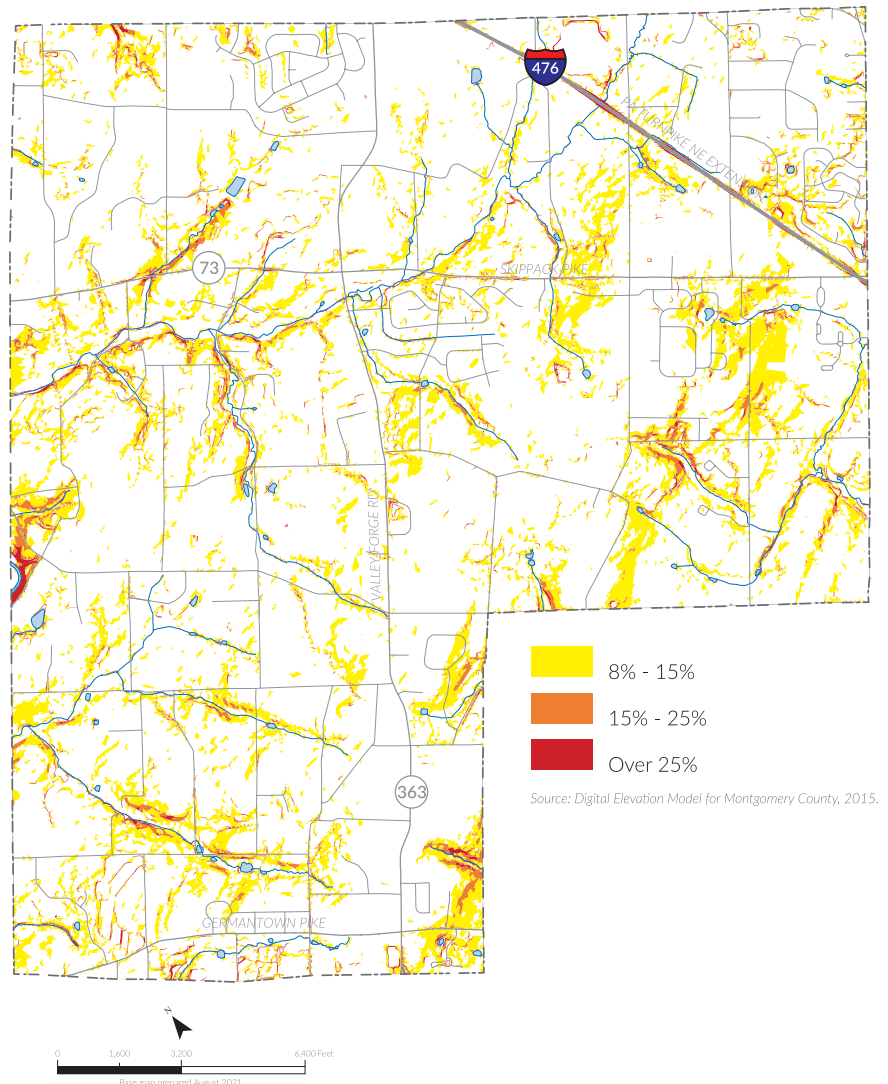 476
PA TURNPIKE NE EXTENSION
73
SKIPPACK PIKE
VALLEY FORGE RD
8% - 15%
15% - 25%
Over 25%
Source: Digital Elevation Model for Montgomery County, 2015.
363
GERMANTOWN PIKE
N
0 1,600 3,200 6,400 Feet
Base map prepared August 2021